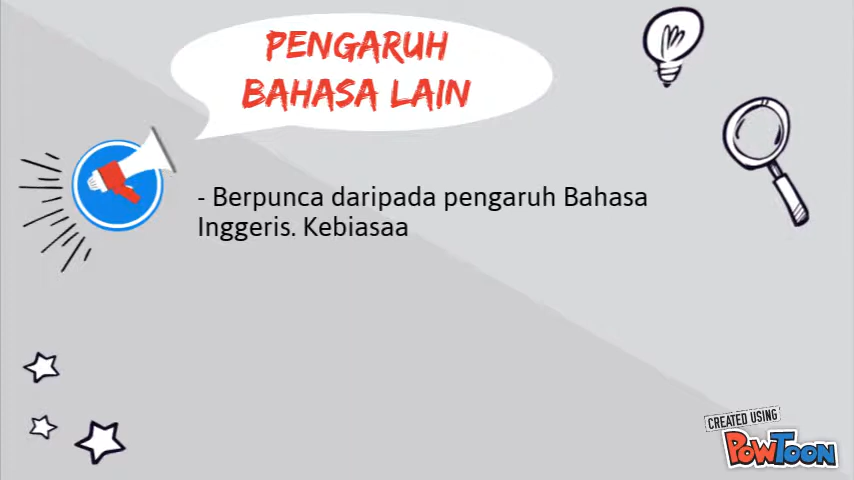 PENGARUH
BAHASA LAIN
- Berpunca daripada pengaruh Bahasa
Inggeris. Kebiasaa
CREATED USING
POWTOON